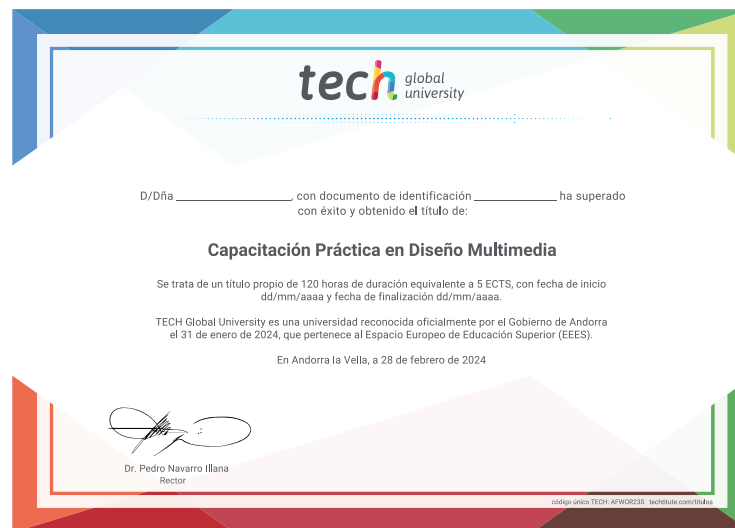 tech global university
D/Dña ____________________, con documento de identificación ______________ ha superado
con éxito y obtenido el título de:
Capacitación Práctica en Diseño Multimedia
Se trata de un título propio de 120 horas de duración equivalente a 5 ECTS, con fecha de inicio
dd/mm/aaaa y fecha de finalización dd/mm/aaaa.
TECH Global University es una universidad reconocida oficialmente por el Gobierno de Andorra
el 31 de enero de 2024, que pertenece al Espacio Europeo de Educación Superior (EEES).
En Andorra la Vella, a 28 de febrero de 2024
Dr. Pedro Navarro Illana
Rector
código único TECH: AFWOR23S techtitute.com/titulos